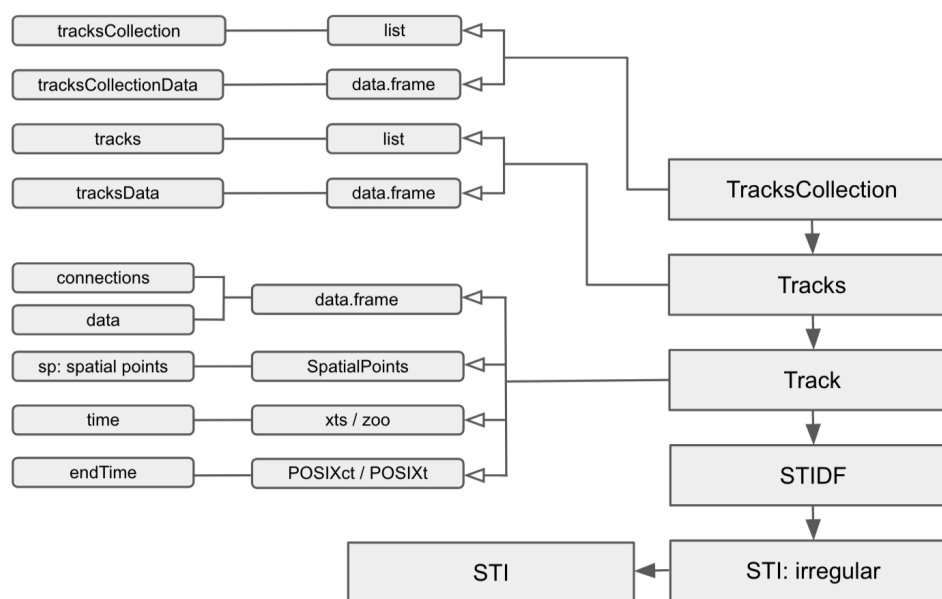 tracksCollection
list
tracksCollectionData
data.frame
tracks
list
tracksData
data.frame
TracksCollection
connections
data.frame
data
Tracks
sp: spatial points
SpatialPoints
Track
time
xts / zoo
endTime
POSIXct / POSIXt
STIDF
STI
STI: irregular